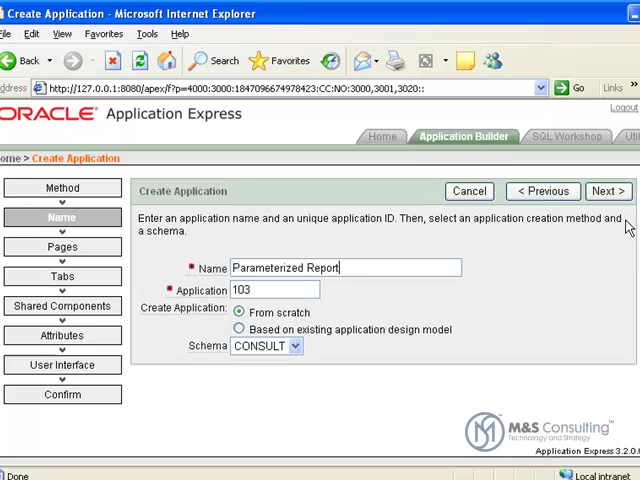 Create Application - Microsoft Internet Explorer
File Edit View Favorites Tools Help
Back Search Favorites
address http://127.0.0.1:8080/apex/f?p=4000:3000:1847096674978423:CC:NO:3000,3001,3020:: Go Links »
ORACLE Application Express
Logout
Home Application Builder SQL Workshop Uti
ome > Create Application
Method
Name
Pages
Tabs
Shared Components
Attributes
User Interface
Confirm
Create Application
Cancel < Previous Next >
Enter an application name and an unique application ID. Then, select an application creation method and
a schema.
* Name Parameterized Report
* Application 103
Create Application: From scratch
Based on existing application design model
Schema CONSULT
M&S Consulting
Technology and Strategy
Application Express 3.2.0.
Done
Local intranet